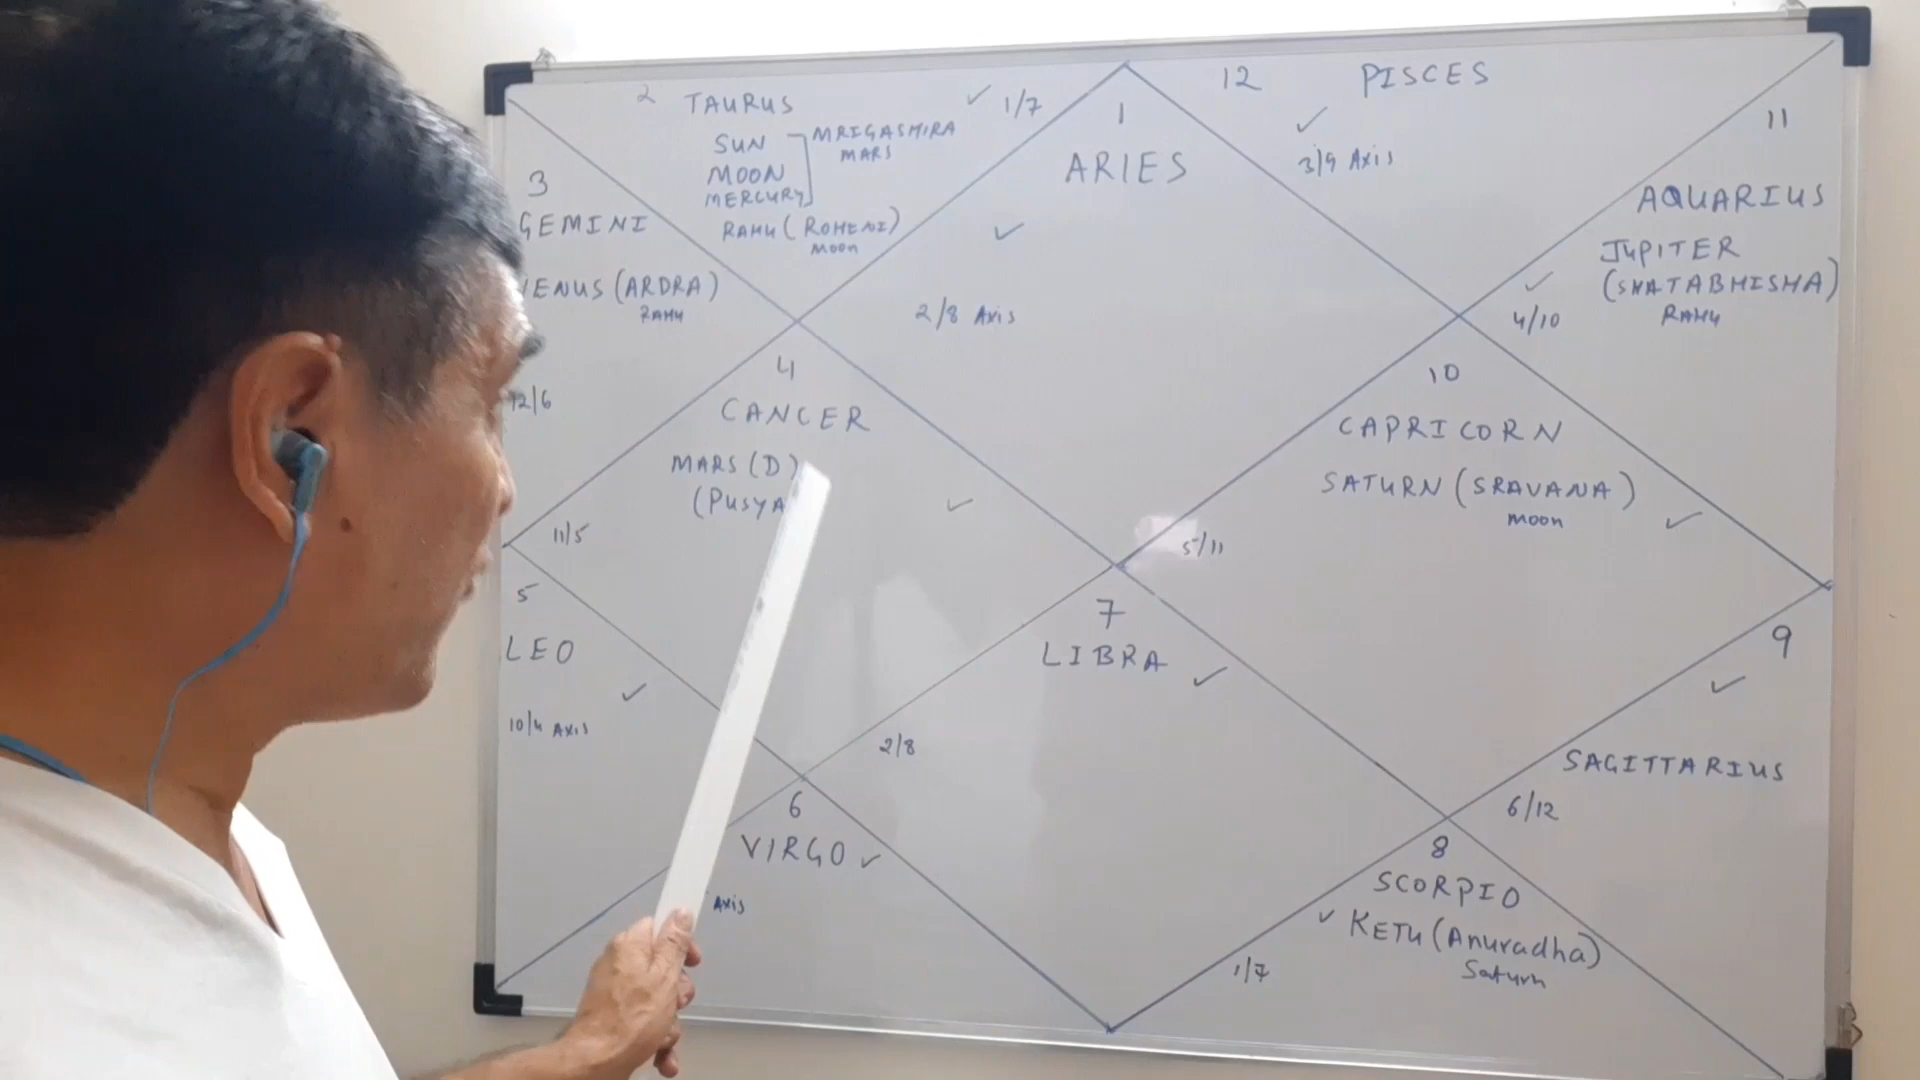 2 TAURUS
✓ 1/7
SUN
MOON
MERCURY
MRIGASHIRA
MARS
RAHU (ROHENI)
MOON
1
ARIES
✓
2/8 AXIS
12 PISCES
✓
3/9 AXIS
11
AQUARIUS
JUPITER
(SHATABHISHA)
RAHU
✓
4/10
3
GEMINI
VENUS (ARDRA)
RAHU
12/6
4
CANCER
MARS (D)
(PUSYA
✓
11/5
10
CAPRICORN
SATURN (SRAVANA)
MOON
✓
5/11
5
LEO
✓
10/4 AXIS
7
LIBRA ✓
2/8
9
✓
SAGITTARIUS
6/12
6
VIRGO ✓
AXIS
8
SCORPIO
✓ KETU (Anuradha)
Saturn
1/7